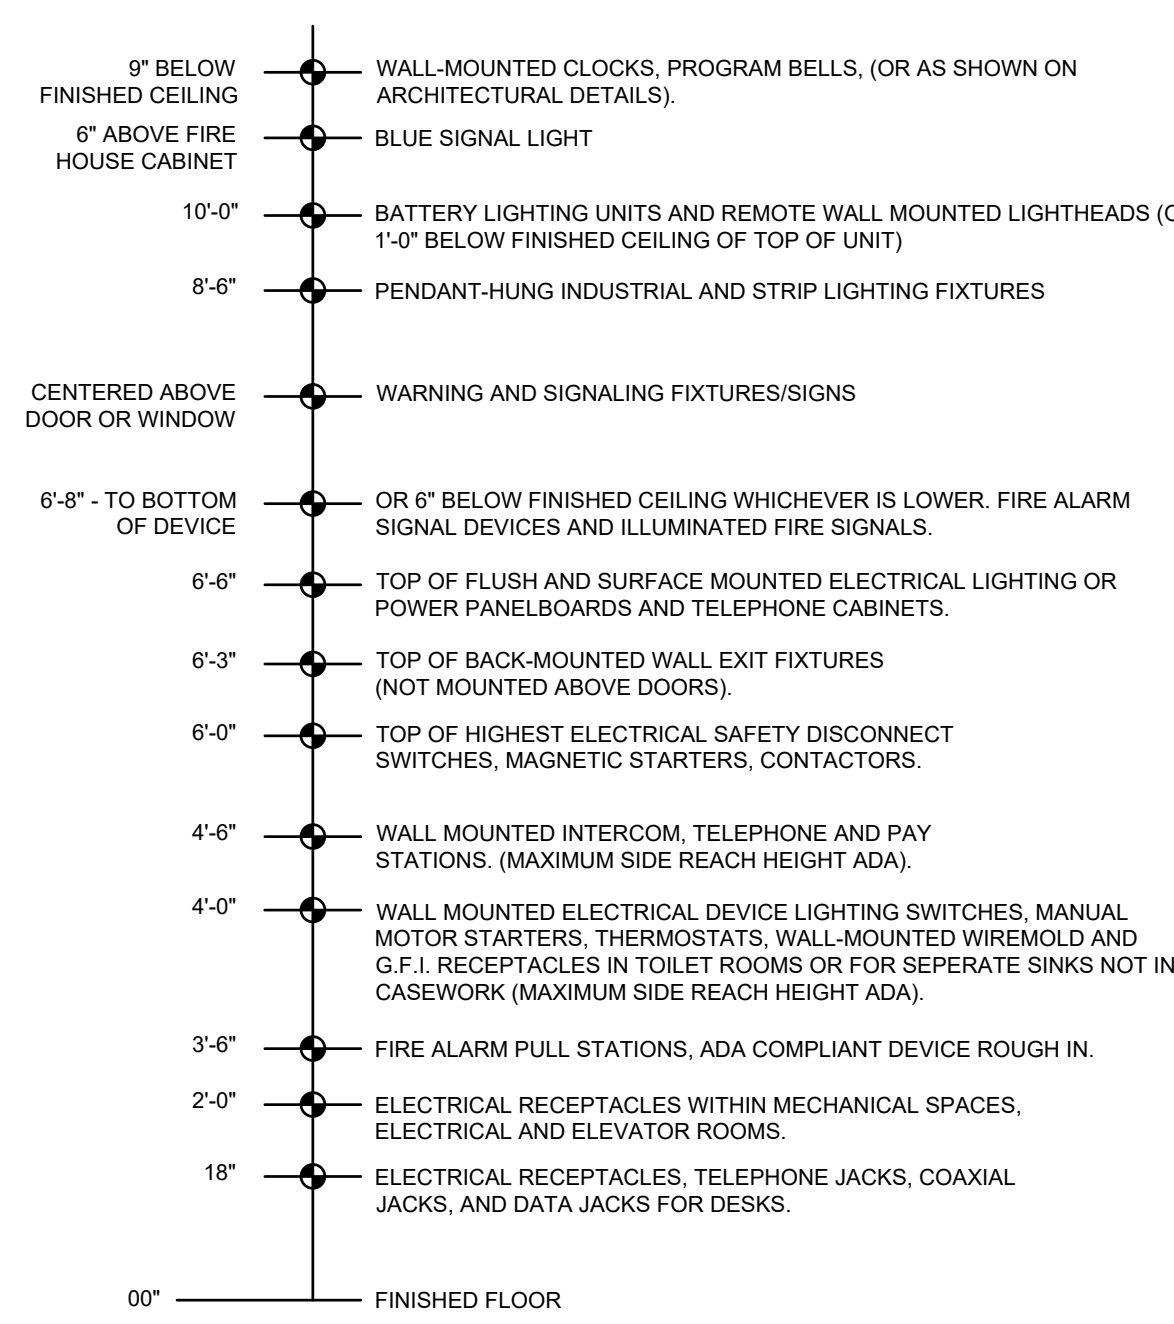 9" BELOW
FINISHED CEILING
WALL-MOUNTED CLOCKS, PROGRAM BELLS, (OR AS SHOWN ON
ARCHITECTURAL DETAILS).
6" ABOVE FIRE
HOUSE CABINET
BLUE SIGNAL LIGHT
10'-0"
BATTERY LIGHTING UNITS AND REMOTE WALL MOUNTED LIGHTHEADS (
1'-0" BELOW FINISHED CEILING OF TOP OF UNIT)
8'-6"
PENDANT-HUNG INDUSTRIAL AND STRIP LIGHTING FIXTURES
CENTERED ABOVE
DOOR OR WINDOW
WARNING AND SIGNALING FIXTURES/SIGNS
6'-8" - TO BOTTOM
OF DEVICE
OR 6" BELOW FINISHED CEILING WHICHEVER IS LOWER. FIRE ALARM
SIGNAL DEVICES AND ILLUMINATED FIRE SIGNALS.
6'-6"
TOP OF FLUSH AND SURFACE MOUNTED ELECTRICAL LIGHTING OR
POWER PANELBOARDS AND TELEPHONE CABINETS.
6'-3"
TOP OF BACK-MOUNTED WALL EXIT FIXTURES
(NOT MOUNTED ABOVE DOORS).
6'-0"
TOP OF HIGHEST ELECTRICAL SAFETY DISCONNECT
SWITCHES, MAGNETIC STARTERS, CONTACTORS.
4'-6"
WALL MOUNTED INTERCOM, TELEPHONE AND PAY
STATIONS. (MAXIMUM SIDE REACH HEIGHT ADA).
4'-0"
WALL MOUNTED ELECTRICAL DEVICE LIGHTING SWITCHES, MANUAL
MOTOR STARTERS, THERMOSTATS, WALL-MOUNTED WIREMOLD AND
G.F.I. RECEPTACLES IN TOILET ROOMS OR FOR SEPERATE SINKS NOT IN
CASEWORK (MAXIMUM SIDE REACH HEIGHT ADA).
3'-6"
FIRE ALARM PULL STATIONS, ADA COMPLIANT DEVICE ROUGH IN.
2'-0"
ELECTRICAL RECEPTACLES WITHIN MECHANICAL SPACES,
ELECTRICAL AND ELEVATOR ROOMS.
18"
ELECTRICAL RECEPTACLES, TELEPHONE JACKS, COAXIAL
JACKS, AND DATA JACKS FOR DESKS.
00"
FINISHED FLOOR